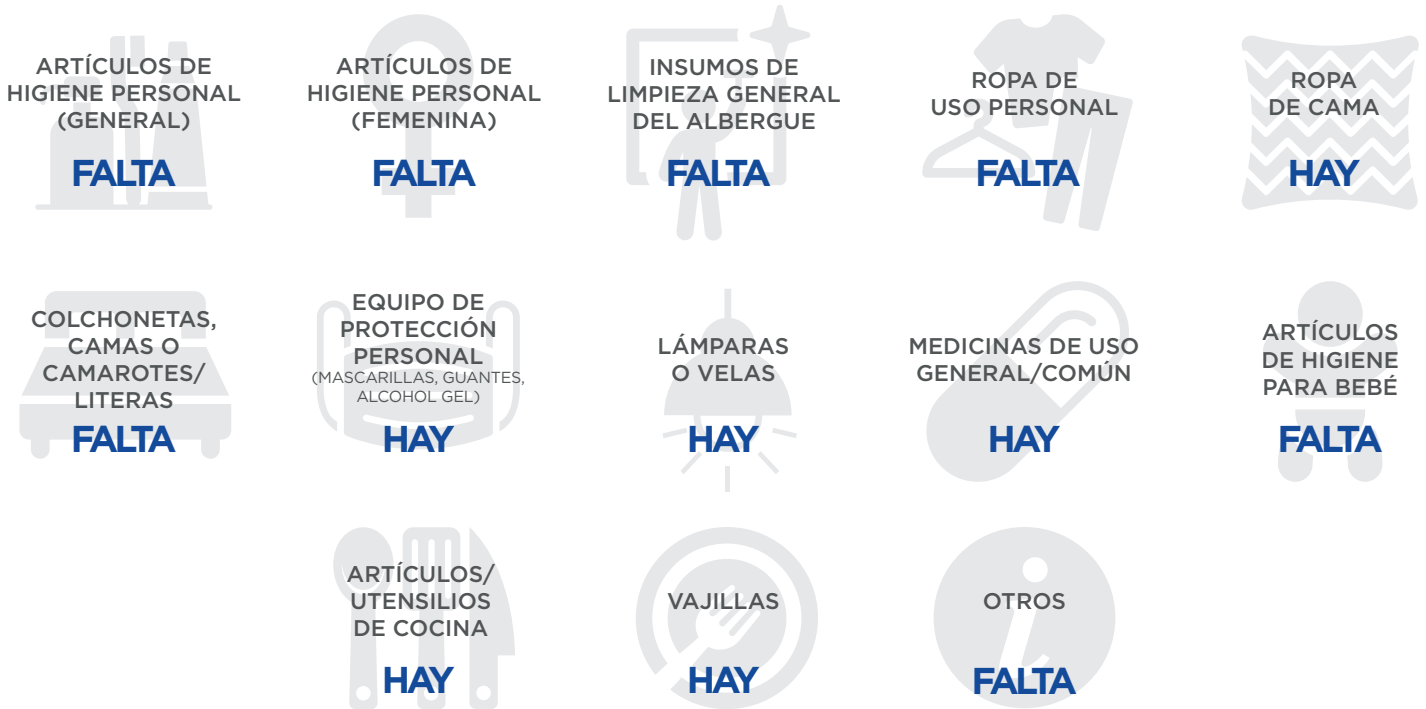 ARTÍCULOS DE
HIGIENE PERSONAL
(GENERAL)
FALTA
ARTÍCULOS DE
HIGIENE PERSONAL
(FEMENINA)
FALTA
INSUMOS DE
LIMPIEZA GENERAL
DEL ALBERGUE
FALTA
ROPA DE
USO PERSONAL
FALTA
ROPA
DE CAMA
HAY
COLCHONETAS,
CAMAS O
CAMAROTES/
LITERAS
FALTA
EQUIPO DE
PROTECCIÓN
PERSONAL
(MASCARILLAS, GUANTES,
ALCOHOL GEL)
HAY
LÁMPARAS
O VELAS
HAY
MEDICINAS DE USO
GENERAL/COMÚN
HAY
ARTÍCULOS
DE HIGIENE
PARA BEBÉ
FALTA
ARTÍCULOS/
UTENSILIOS
DE COCINA
HAY
VAJILLAS
HAY
OTROS
FALTA